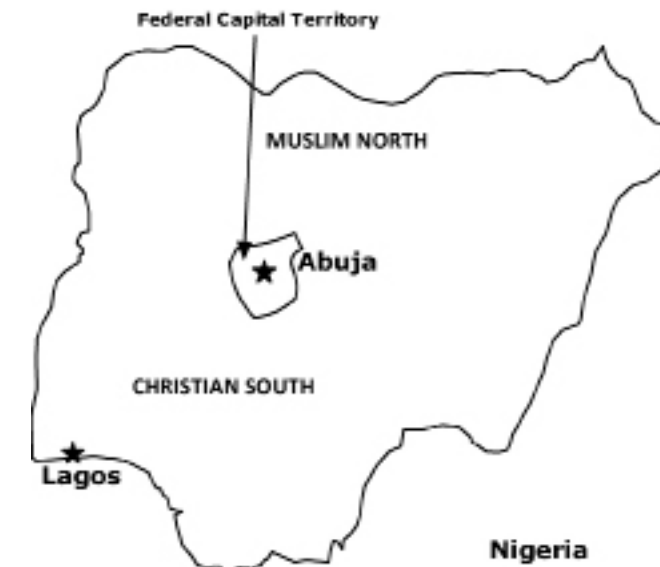 Federal Capital Territory
MUSLIM NORTH
Abuja
CHRISTIAN SOUTH
Lagos
Nigeria